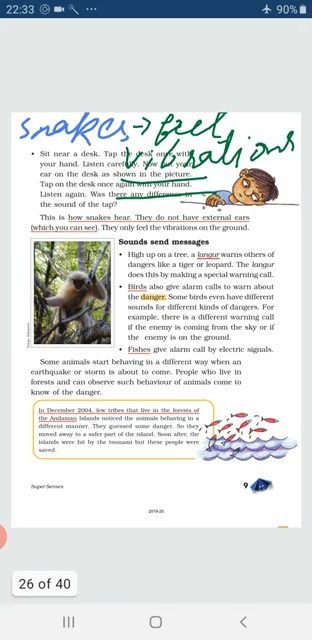 22:33
90%
snakes → feel
vibrations
• Sit near a desk. Tap the desk once with
your hand. Listen carefully. Now put your
ear on the desk as shown in the picture.
Tap on the desk once again with your hand.
Listen again. Was there any difference in
the sound of the tap?
This is how snakes hear. They do not have external ears
(which you can see). They only feel the vibrations on the ground.
Sounds send messages
• High up on a tree, a langur warns others of
dangers like a tiger or leopard. The langur
does this by making a special warning call.
• Birds also give alarm calls to warn about
the danger. Some birds even have different
sounds for different kinds of dangers. For
example, there is a different warning call
if the enemy is coming from the sky or if
the enemy is on the ground.
• Fishes give alarm call by electric signals.
Some animals start behaving in a different way when an
earthquake or storm is about to come. People who live in
forests and can observe such behaviour of animals come to
know of the danger.
In December 2004, few tribes that live in the forests of
the Andaman Islands noticed the animals behaving in a
different manner. They guessed some danger. So they
moved away to a safer part of the island. Soon after, the
islands were hit by the tsunami but these people were
saved.
Super Senses
9
2019-20
26 of 40